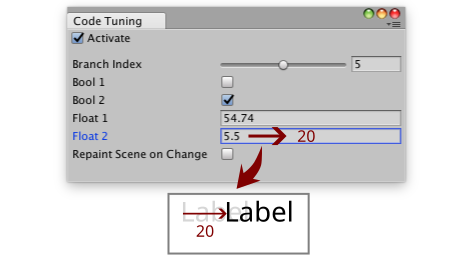 Code Tuning
Activate
Branch Index 5
Bool 1
Bool 2
Float 1 54.74
Float 2 5.5 20
Repaint Scene on Change
Label Label
20